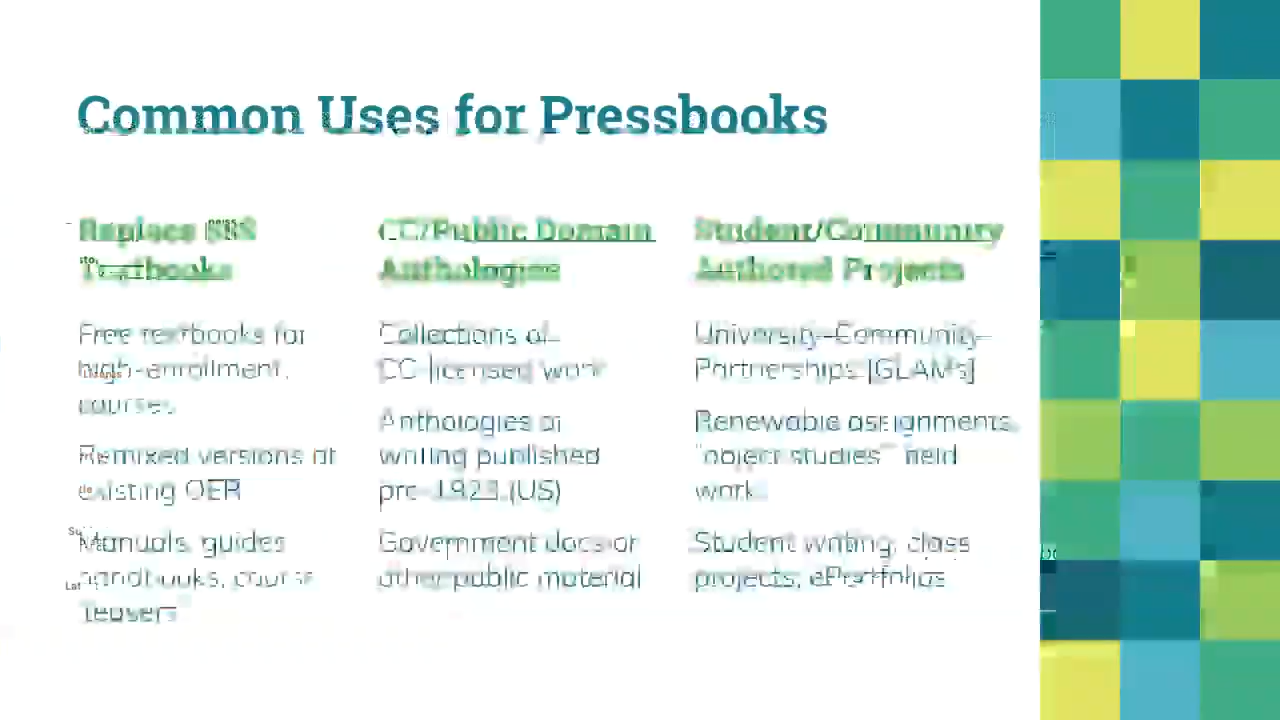 Common Uses for Pressbooks
Replace $$$
Textbooks
Free textbooks for
high-enrollment
courses
Remixed versions of
existing OER
Manuals, guides
handbooks, course
"teasers"
CC/Public Domain
Anthologies
Collections of
CC-licensed work
Anthologies of
writing published
pre-1923 (US)
Government docs or
other public material
Student/Community
Authored Projects
University-Community
Partnerships [GLAMs]
Renewable assignments,
"object studies" field
work
Student writing, class
projects, ePortfolios